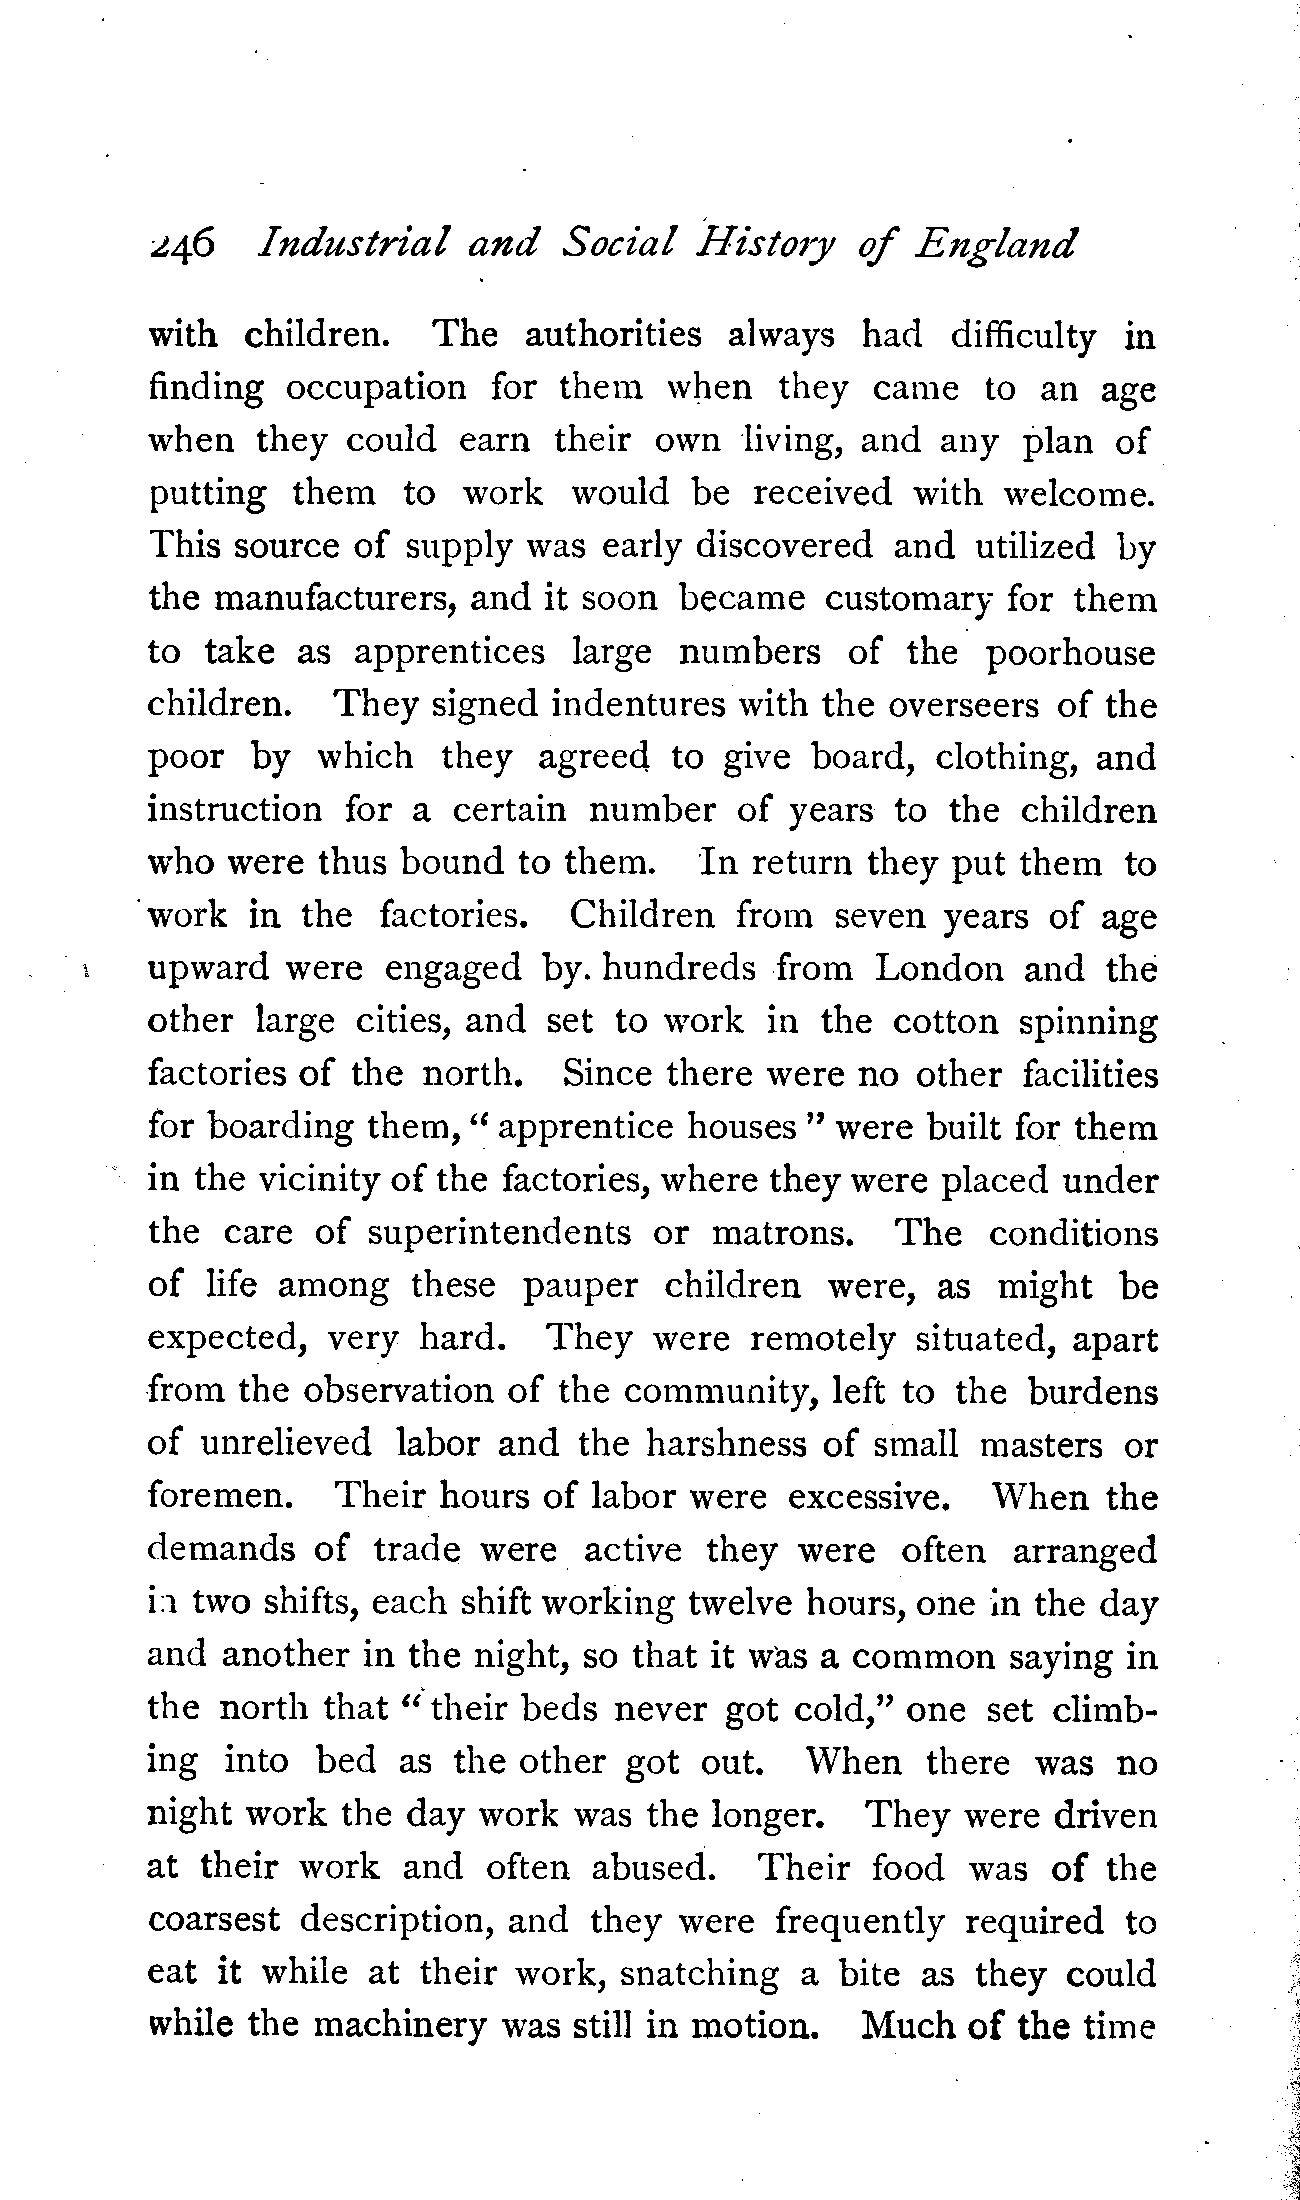 246 Industrial and Social History of England
with children. The authorities always had difficulty in
finding occupation for them when they came to an age
when they could earn their own living, and any plan of
putting them to work would be received with welcome.
This source of supply was early discovered and utilized by
the manufacturers, and it soon became customary for them
to take as apprentices large numbers of the poorhouse
children. They signed indentures with the overseers of the
poor by which they agreed to give board, clothing, and
instruction for a certain number of years to the children
who were thus bound to them. In return they put them to
work in the factories. Children from seven years of age
upward were engaged by hundreds from London and the
other large cities, and set to work in the cotton spinning
factories of the north. Since there were no other facilities
for boarding them, "apprentice houses" were built for them
in the vicinity of the factories, where they were placed under
the care of superintendents or matrons. The conditions
of life among these pauper children were, as might be
expected, very hard. They were remotely situated, apart
from the observation of the community, left to the burdens
of unrelieved labor and the harshness of small masters or
foremen. Their hours of labor were excessive. When the
demands of trade were active they were often arranged
in two shifts, each shift working twelve hours, one in the day
and another in the night, so that it was a common saying in
the north that "their beds never got cold," one set climb-
ing into bed as the other got out. When there was no
night work the day work was the longer. They were driven
at their work and often abused. Their food was of the
coarsest description, and they were frequently required to
eat it while at their work, snatching a bite as they could
while the machinery was still in motion. Much of the time